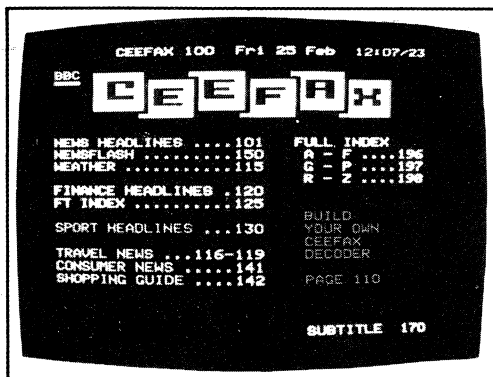 CEEFAX 100 Fri 25 Feb 12:07/23
BBC
CEEFAX
NEWS HEADLINES ....101
NEWSFLASH .........150
WEATHER ...........115
FINANCE HEADLINES .120
FT INDEX ..........125
SPORT HEADLINES ...130
TRAVEL NEWS ...116-119
CONSUMER NEWS .....141
SHOPPING GUIDE ....142
FULL INDEX
A - F ....196
G - P ....197
R - Z ....198
BUILD
YOUR OWN
CEEFAX
DECODER
PAGE 110
SUBTITLE 170